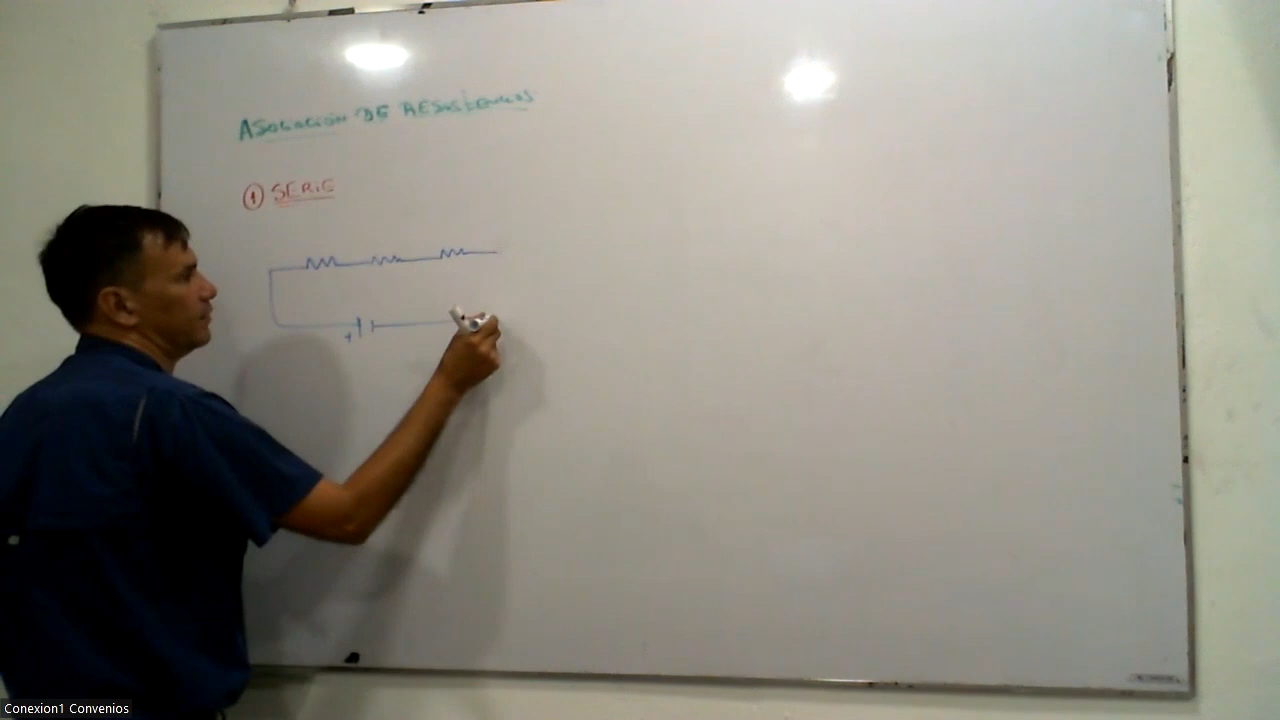 ASOCIACIÓN DE RESISTENCIAS
① SERIE
+
Conexion1 Convenios